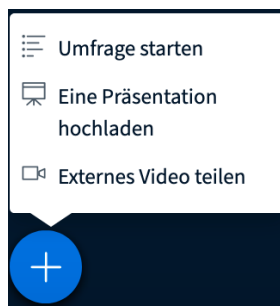 Umfrage starten
Eine Präsentation
hochladen
Externes Video teilen